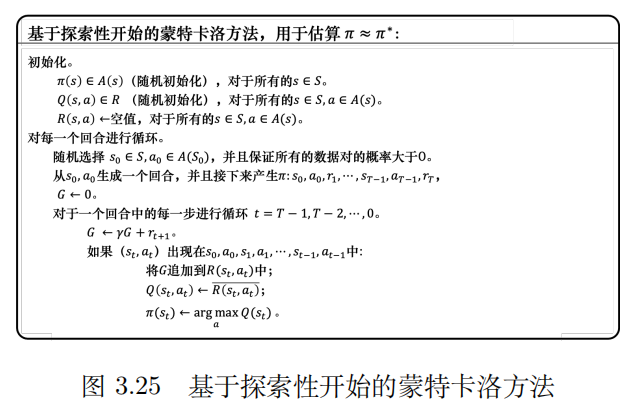 基于探索性开始的蒙特卡洛方法，用于估算 π ≈ π*：
初始化。
π(s) ∈ A(s)（随机初始化），对于所有的s ∈ S。
Q(s, a) ∈ R （随机初始化），对于所有的s ∈ S, a ∈ A(s)。
R(s, a) ←空值，对于所有的s ∈ S, a ∈ A(s)。
对每一个回合进行循环。
随机选择 s₀ ∈ S, a₀ ∈ A(S₀)，并且保证所有的数据对的概率大于0。
从s₀, a₀生成一个回合，并且接下来产生π: s₀, a₀, r₁, ⋯, s_{T−1}, a_{T−1}, r_T，
G ← 0。
对于一个回合中的每一步进行循环 t = T − 1, T − 2, ⋯, 0。
G ← γG + r_{t+1}。
如果（s_t, a_t）出现在s₀, a₀, s₁, a₁, ⋯, s_{t−1}, a_{t−1}中:
将G追加到R(s_t, a_t)中；
Q(s_t, a_t) ← \overline{R(s_t, a_t)}；
π(s_t) ← arg max_a Q(s_t) 。
图 3.25 基于探索性开始的蒙特卡洛方法